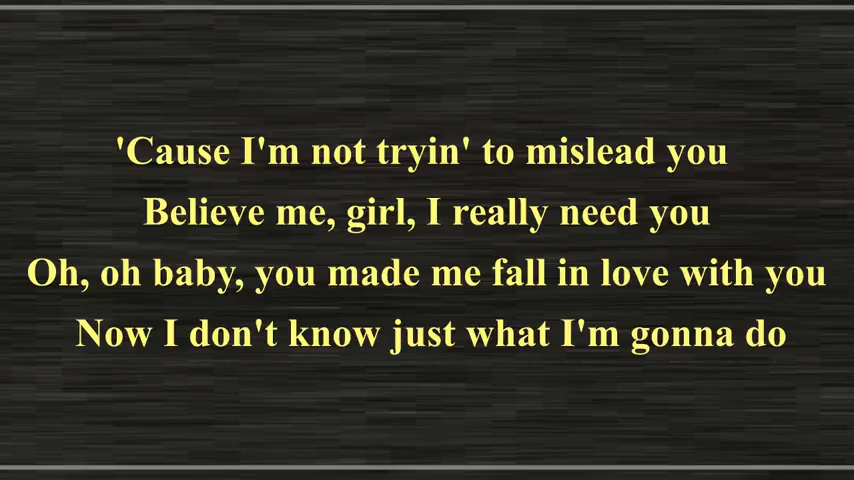 'Cause I'm not tryin' to mislead you
Believe me, girl, I really need you
Oh, oh baby, you made me fall in love with you
Now I don't know just what I'm gonna do